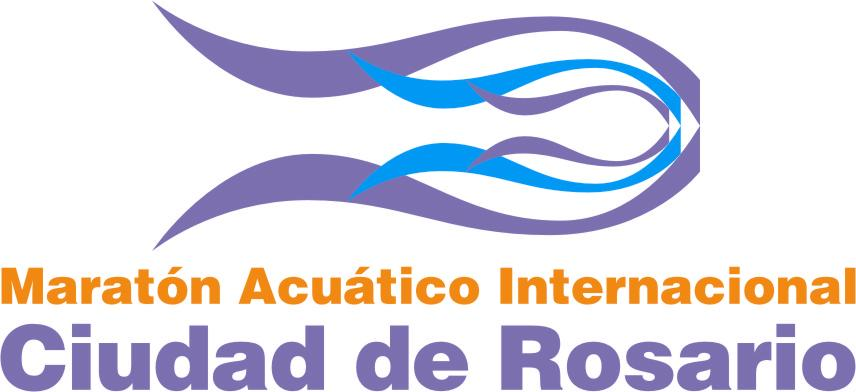 Maratón Acuático Internacional
Ciudad de Rosario